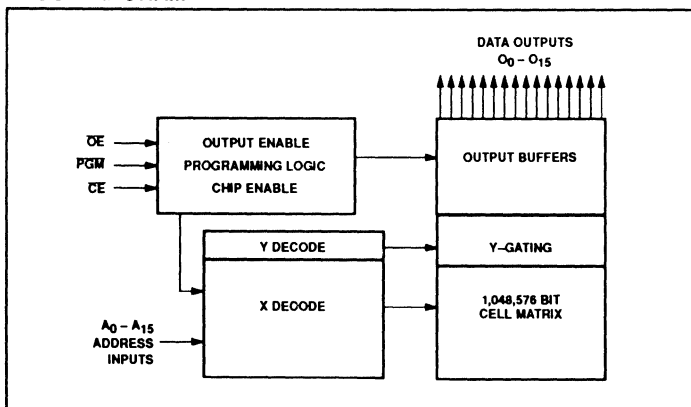 DATA OUTPUTS
O0 – O15
OE
PGM
CE
OUTPUT ENABLE
PROGRAMMING LOGIC
CHIP ENABLE
OUTPUT BUFFERS
Y DECODE
Y–GATING
X DECODE
1,048,576 BIT
CELL MATRIX
A0 – A15
ADDRESS
INPUTS